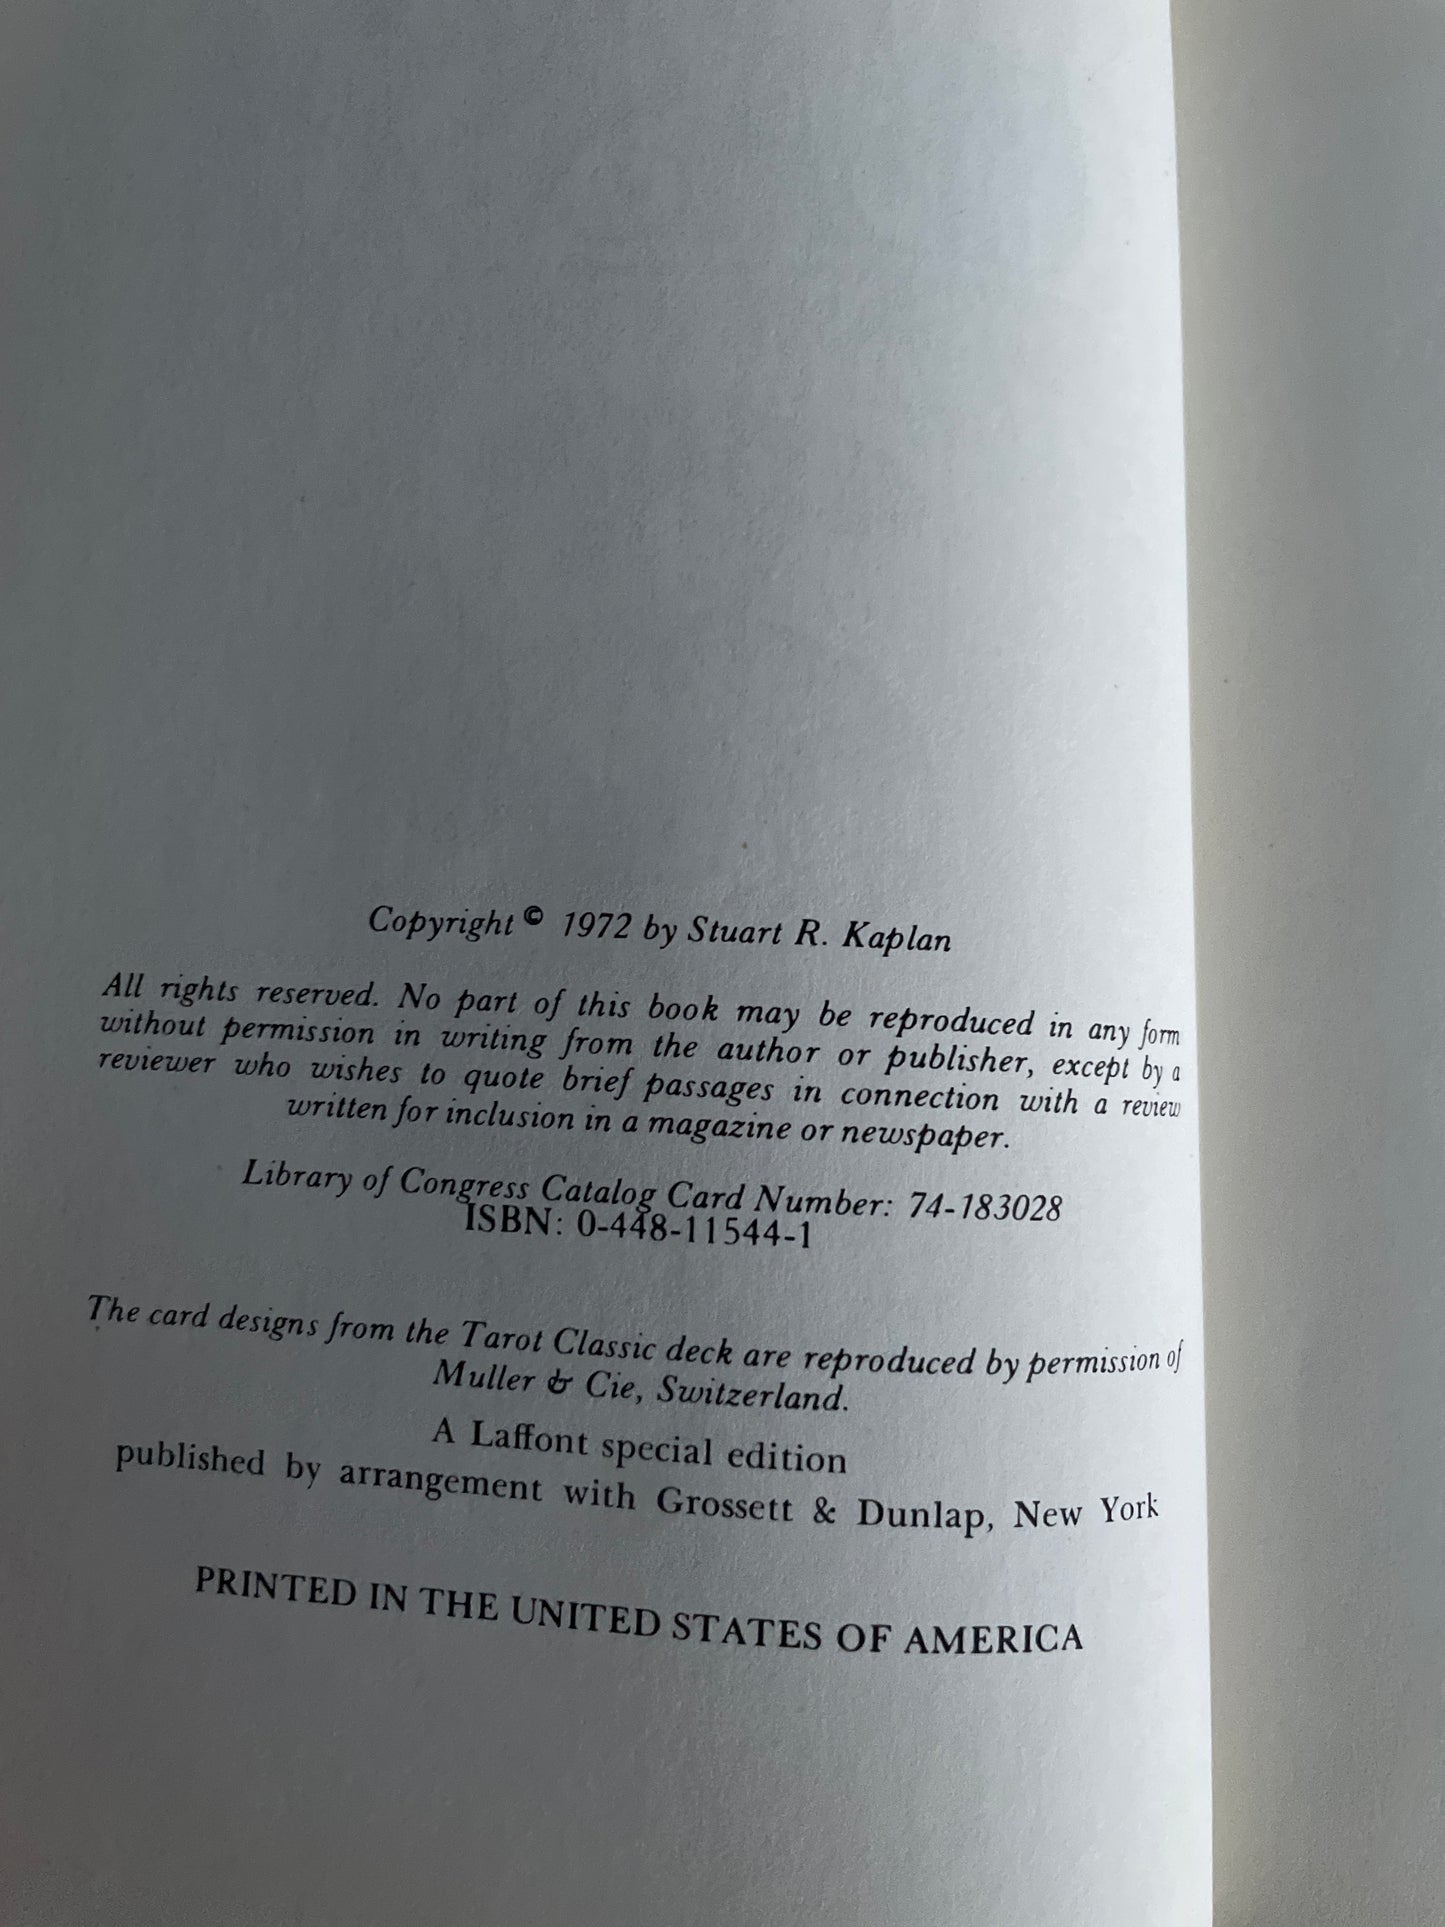 Copyright © 1972 by Stuart R. Kaplan
All rights reserved. No part of this book may be reproduced in any form
without permission in writing from the author or publisher, except by a
reviewer who wishes to quote brief passages in connection with a review
written for inclusion in a magazine or newspaper.
Library of Congress Catalog Card Number: 74-183028
ISBN: 0-448-11544-1
The card designs from the Tarot Classic deck are reproduced by permission of
Muller & Cie, Switzerland.
A Laffont special edition
published by arrangement with Grossett & Dunlap, New York
PRINTED IN THE UNITED STATES OF AMERICA